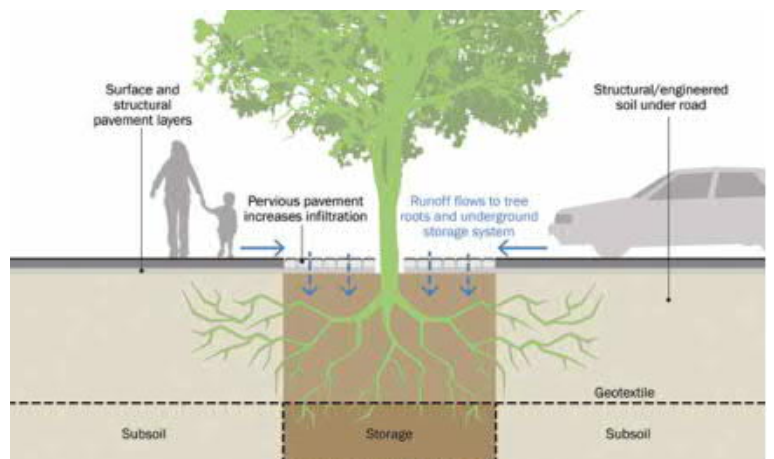 Surface and
structural
pavement layers
Structural/engineered
soil under road
Pervious pavement
increases infiltration
Runoff flows to tree
roots and underground
storage system
Geotextile
Subsoil
Storage
Subsoil